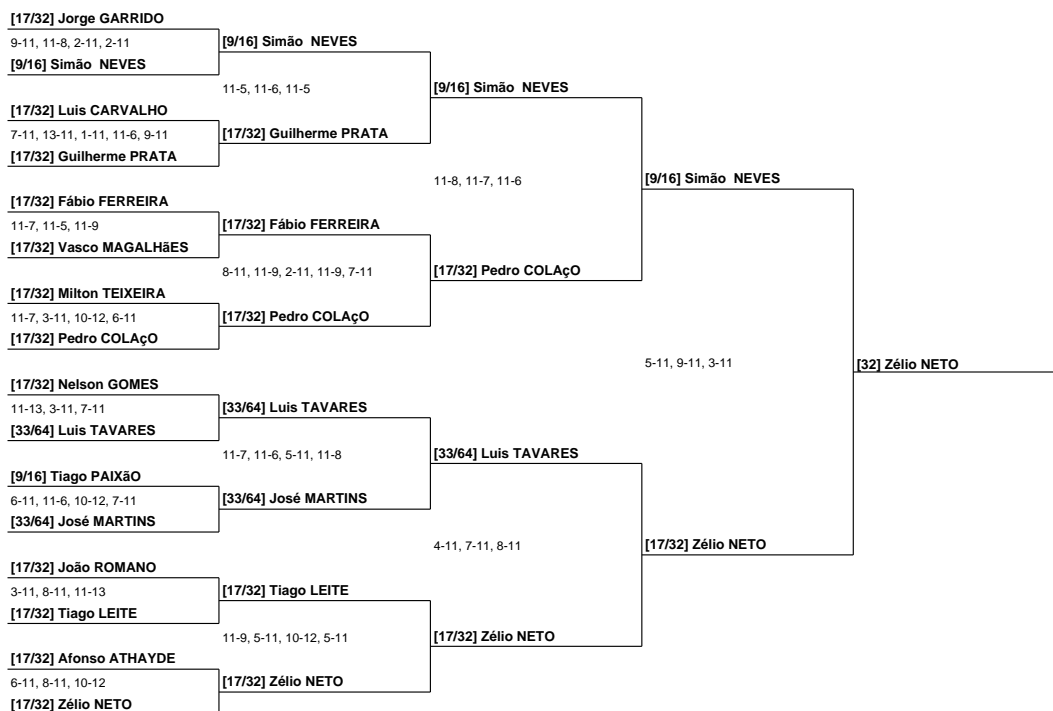 [17/32] Jorge GARRIDO
9-11, 11-8, 2-11, 2-11
[9/16] Simão  NEVES
[9/16] Simão  NEVES
11-5, 11-6, 11-5
[9/16] Simão  NEVES
[17/32] Luis CARVALHO
7-11, 13-11, 1-11, 11-6, 9-11
[17/32] Guilherme PRATA
[17/32] Guilherme PRATA
11-8, 11-7, 11-6
[9/16] Simão  NEVES
[17/32] Fábio FERREIRA
11-7, 11-5, 11-9
[17/32] Vasco MAGALHãES
[17/32] Fábio FERREIRA
8-11, 11-9, 2-11, 11-9, 7-11
[17/32] Pedro COLAçO
[17/32] Milton TEIXEIRA
11-7, 3-11, 10-12, 6-11
[17/32] Pedro COLAçO
[17/32] Pedro COLAçO
5-11, 9-11, 3-11
[32] Zélio NETO
[17/32] Nelson GOMES
11-13, 3-11, 7-11
[33/64] Luis TAVARES
[33/64] Luis TAVARES
11-7, 11-6, 5-11, 11-8
[33/64] Luis TAVARES
[9/16] Tiago PAIXãO
6-11, 11-6, 10-12, 7-11
[33/64] José MARTINS
[33/64] José MARTINS
4-11, 7-11, 8-11
[17/32] Zélio NETO
[17/32] João ROMANO
3-11, 8-11, 11-13
[17/32] Tiago LEITE
[17/32] Tiago LEITE
11-9, 5-11, 10-12, 5-11
[17/32] Zélio NETO
[17/32] Afonso ATHAYDE
6-11, 8-11, 10-12
[17/32] Zélio NETO
[17/32] Zélio NETO